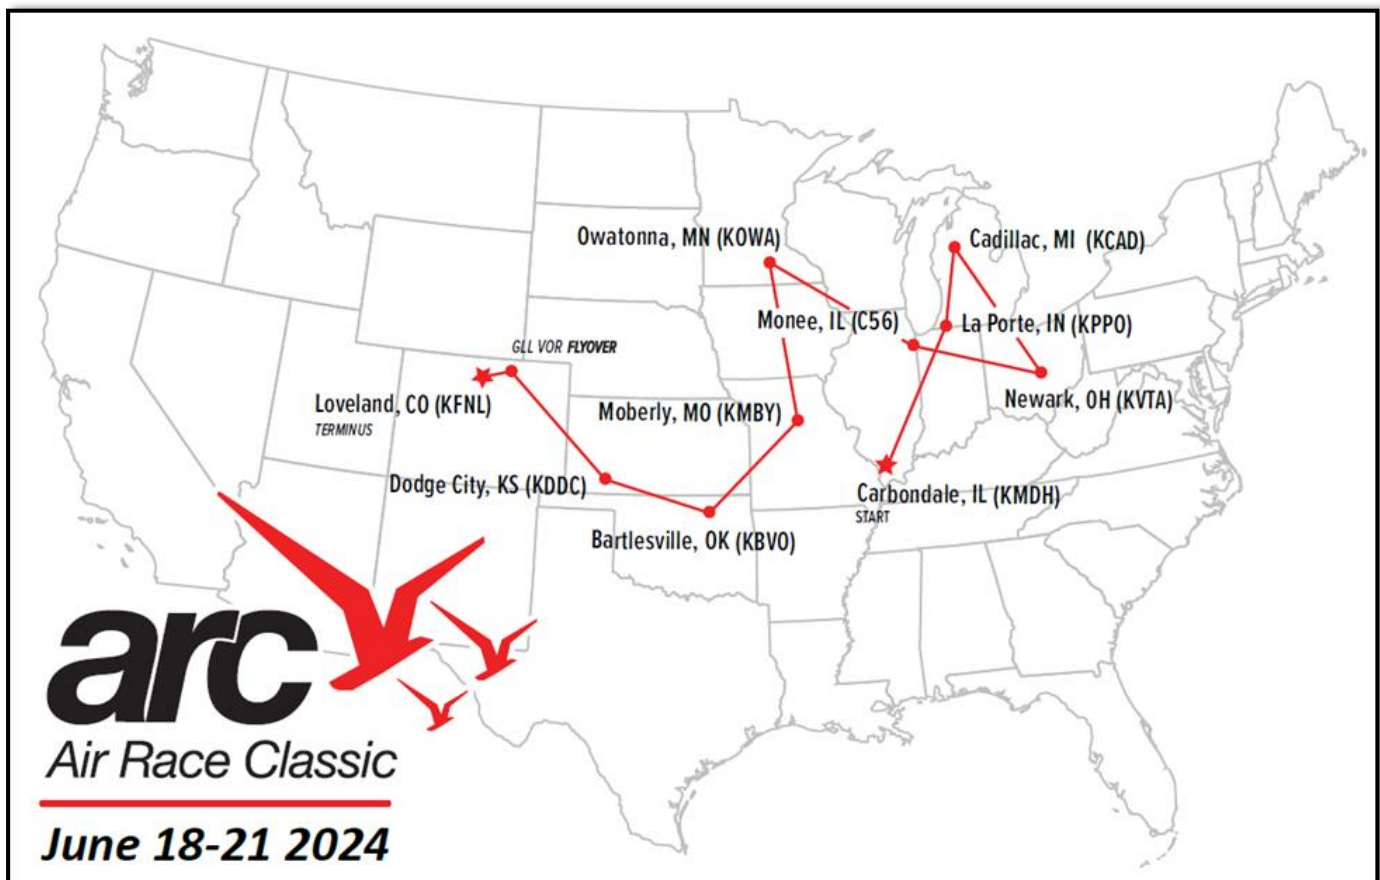 Owatonna, MN (KOWA)
Cadillac, MI (KCAD)
Monee, IL (C56)
La Porte, IN (KPPO)
GLL VOR FLYOVER
Loveland, CO (KFNL)
TERMINUS
Moberly, MO (KMBY)
Newark, OH (KVTA)
Dodge City, KS (KDDC)
Carbondale, IL (KMDH)
START
Bartlesville, OK (KBVO)
arc
Air Race Classic
June 18-21 2024